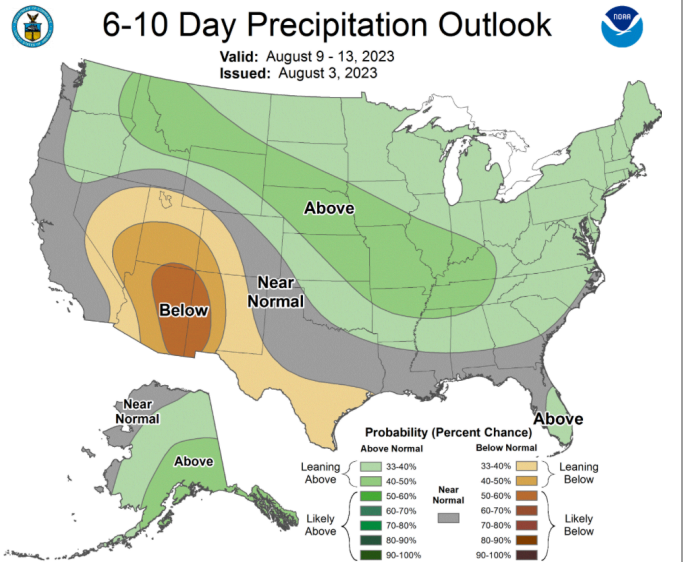 6-10 Day Precipitation Outlook
NOAA
Valid: August 9 - 13, 2023
Issued: August 3, 2023
Above
Near
Normal
Below
Near
Normal
Above
Above
Probability (Percent Chance)
Above Normal
Below Normal
Leaning
Above
33-40%
40-50%
Likely
Above
50-60%
60-70%
70-80%
80-90%
90-100%
Near
Normal
33-40%
40-50%
Leaning
Below
50-60%
60-70%
70-80%
80-90%
90-100%
Likely
Below